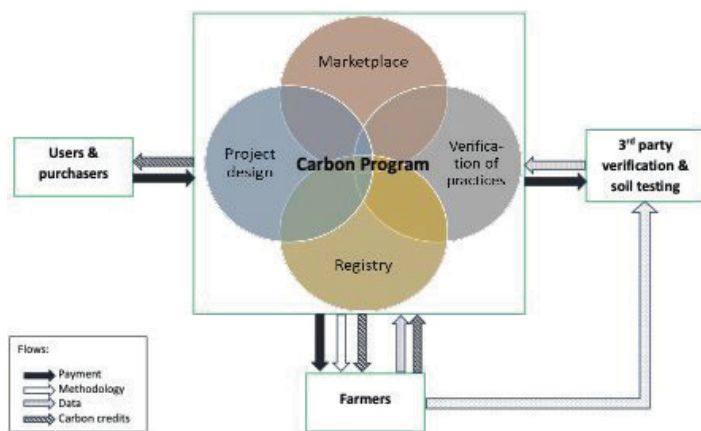 Marketplace
Users &
purchasers
Project
design
Carbon Program
Verifica-
tion of
practices
3rd party
verification &
soil testing
Registry
Flows:
Payment
Methodology
Data
Carbon credits
Farmers